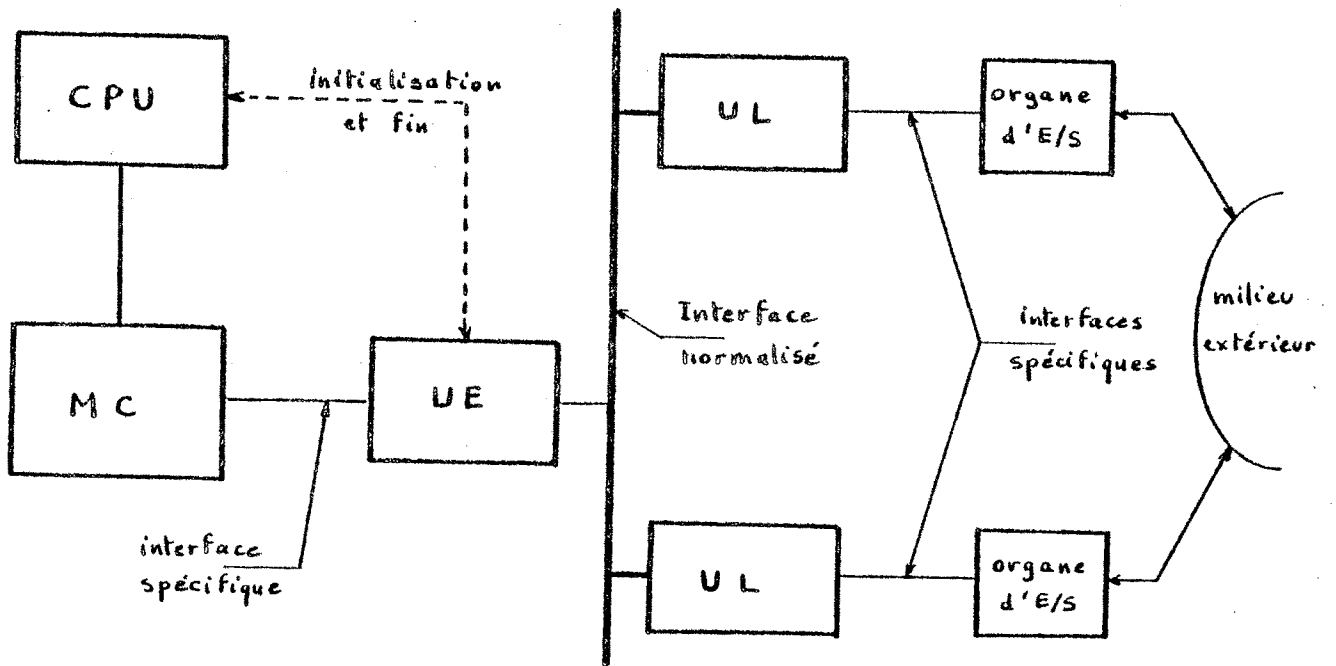 CPU
initialisation
et fin
UL
organe
d'E/S
MC
UE
Interface
normalisé
interfaces
spécifiques
milieu
extérieur
interface
spécifique
UL
organe
d'E/S